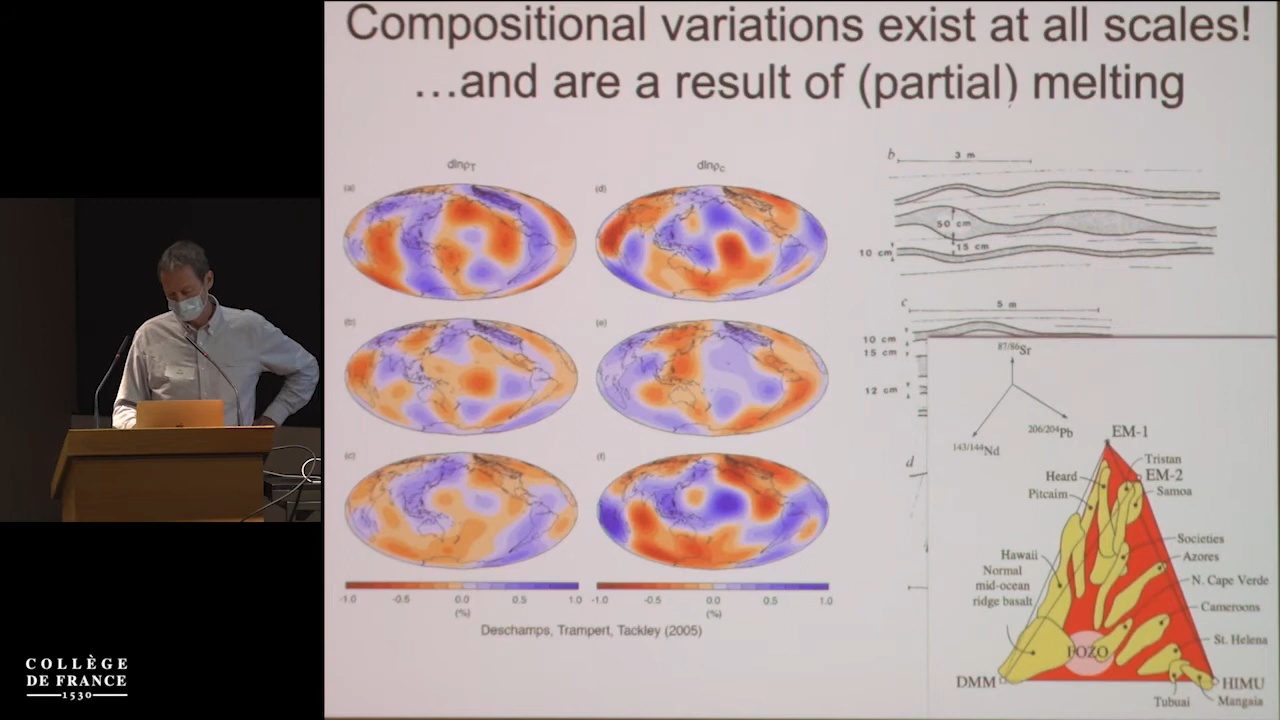 Compositional variations exist at all scales!
…and are a result of (partial) melting
dlnρT
dlnρC
(a)
(d)
(b)
(e)
(c)
(f)
-1.0 -0.5 0.0 0.5 1.0
(%)
-1.0 -0.5 0.0 0.5 1.0
(%)
Deschamps, Trampert, Tackley (2005)
b
3 m
50 cm
15 cm
10 cm
c
5 m
10 cm
15 cm
12 cm
d
87/86Sr
206/204Pb
143/144Nd
EM-1
Tristan
EM-2
Samoa
Heard
Pitcairn
Societies
Azores
Hawaii
Normal
mid-ocean
ridge basalt
N. Cape Verde
Cameroons
St. Helena
FOZO
DMM
HIMU
Tubuai
Mangaia
COLLÈGE
DE FRANCE
1530